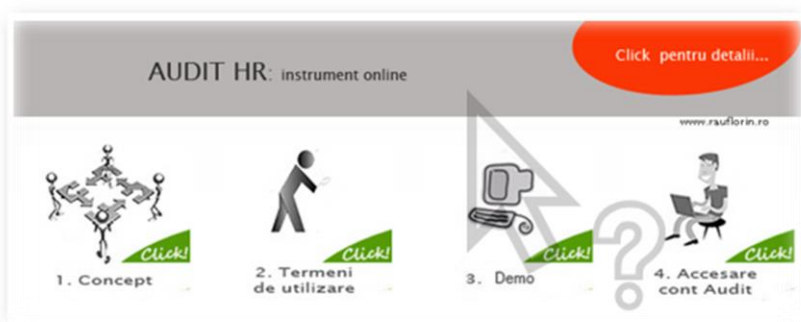 AUDIT HR: instrument online
Click pentru detalii...
www.rauflorin.ro
Click!
1. Concept
Click!
2. Termeni
de utilizare
Click!
3. Demo
Click!
4. Accesare
cont Audit
?